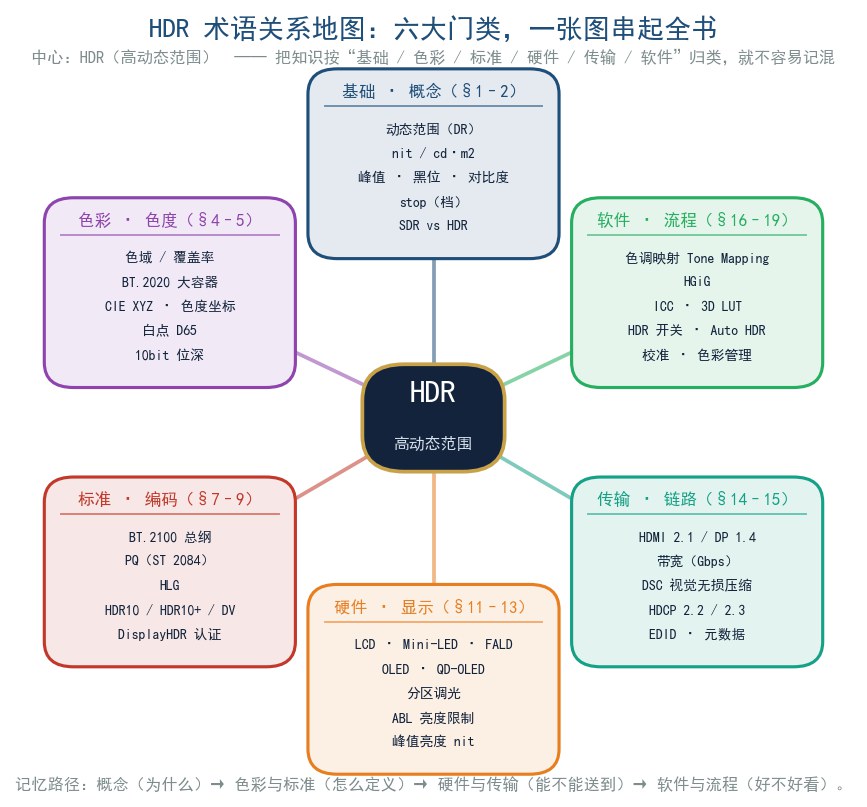 HDR 术语关系地图：六大门类，一张图串起全书
中心：HDR（高动态范围） —— 把知识按“基础 / 色彩 / 标准 / 硬件 / 传输 / 软件”归类，就不容易记混
基础 · 概念（§1-2）
动态范围（DR）
nit / cd·m2
峰值 · 黑位 · 对比度
stop（档）
SDR vs HDR
色彩 · 色度（§4-5）
色域 / 覆盖率
BT.2020 大容器
CIE XYZ · 色度坐标
白点 D65
10bit 位深
软件 · 流程（§16-19）
色调映射 Tone Mapping
HGiG
ICC · 3D LUT
HDR 开关 · Auto HDR
校准 · 色彩管理
HDR
高动态范围
标准 · 编码（§7-9）
BT.2100 总纲
PQ（ST 2084）
HLG
HDR10 / HDR10+ / DV
DisplayHDR 认证
传输 · 链路（§14-15）
HDMI 2.1 / DP 1.4
带宽（Gbps）
DSC 视觉无损压缩
HDCP 2.2 / 2.3
EDID · 元数据
硬件 · 显示（§11-13）
LCD · Mini-LED · FALD
OLED · QD-OLED
分区调光
ABL 亮度限制
峰值亮度 nit
记忆路径：概念（为什么）→ 色彩与标准（怎么定义）→ 硬件与传输（能不能送到）→ 软件与流程（好不好看）。